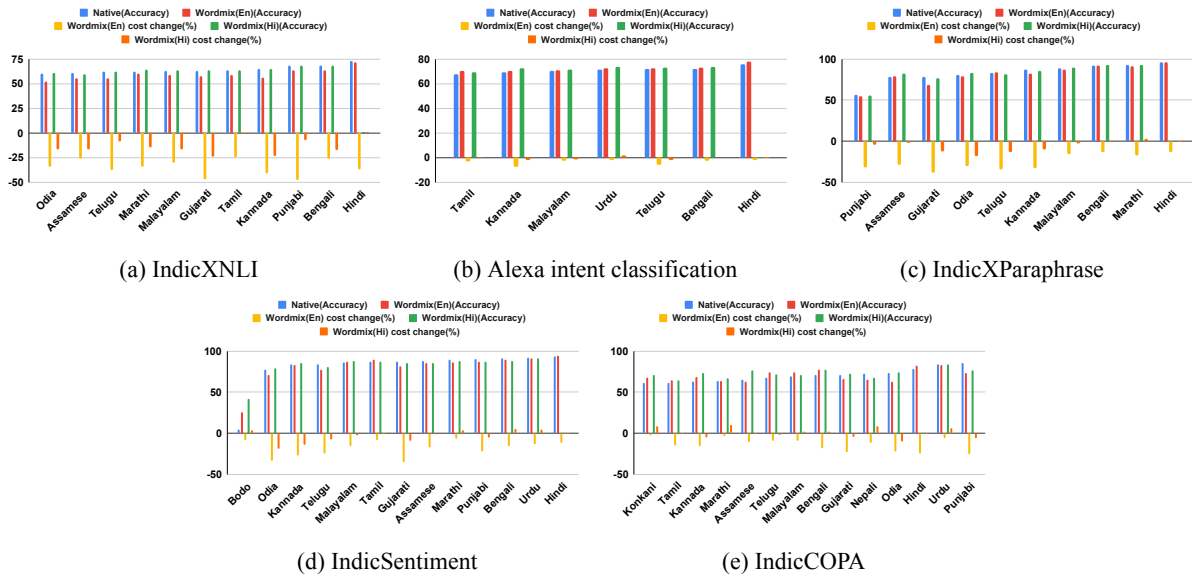 Native(Accuracy) Wordmix(En)(Accuracy)
Wordmix(En) cost change(%) Wordmix(Hi)(Accuracy)
Wordmix(Hi) cost change(%)
75
50
25
0
-25
-50
Odia
Assamese
Telugu
Marathi
Malayalam
Gujarati
Tamil
Kannada
Punjabi
Bengali
Hindi
(a) IndicXNLI
Native(Accuracy) Wordmix(En)(Accuracy)
Wordmix(En) cost change(%) Wordmix(Hi)(Accuracy)
Wordmix(Hi) cost change(%)
80
60
40
20
0
-20
Tamil
Kannada
Malayalam
Urdu
Telugu
Bengali
Hindi
(b) Alexa intent classification
Native(Accuracy) Wordmix(En)(Accuracy)
Wordmix(En) cost change(%) Wordmix(Hi)(Accuracy)
Wordmix(Hi) cost change(%)
100
50
0
-50
Punjabi
Assamese
Gujarati
Odia
Telugu
Kannada
Malayalam
Bengali
Marathi
Hindi
(c) IndicXParaphrase
Native(Accuracy) Wordmix(En)(Accuracy)
Wordmix(En) cost change(%) Wordmix(Hi)(Accuracy)
Wordmix(Hi) cost change(%)
100
50
0
-50
Bodo
Odia
Kannada
Telugu
Malayalam
Tamil
Gujarati
Assamese
Marathi
Punjabi
Bengali
Urdu
Hindi
(d) IndicSentiment
Native(Accuracy) Wordmix(En)(Accuracy)
Wordmix(En) cost change(%) Wordmix(Hi)(Accuracy)
Wordmix(Hi) cost change(%)
100
50
0
-50
Konkani
Tamil
Kannada
Marathi
Assamese
Telugu
Malayalam
Bengali
Gujarati
Nepali
Odia
Hindi
Urdu
Punjabi
(e) IndicCOPA